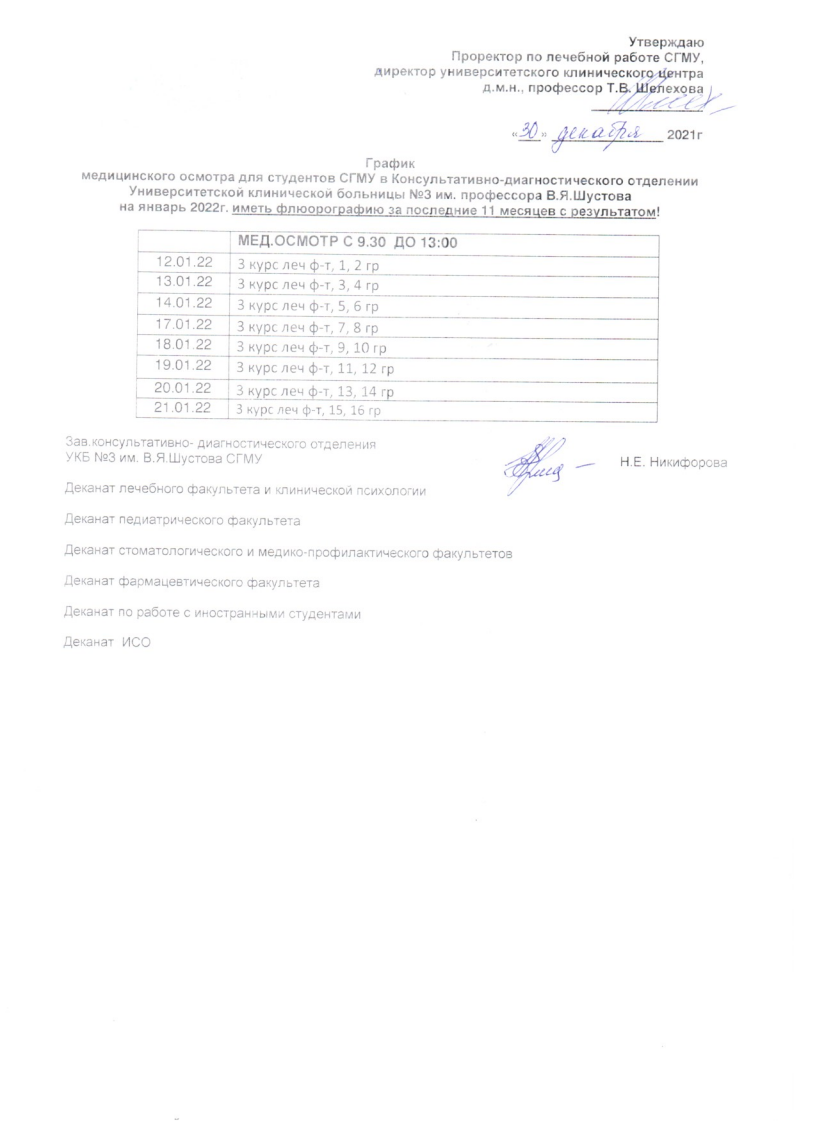 Утверждаю
Проректор по лечебной работе СГМУ,
директор университетского клинического центра
д.м.н., профессор Т.В. Шелехова
«30» декабря 2021г
График
медицинского осмотра для студентов СГМУ в Консультативно-диагностического отделении
Университетской клинической больницы №3 им. профессора В.Я.Шустова
на январь 2022г. иметь флюорографию за последние 11 месяцев с результатом!
МЕД.ОСМОТР С 9.30 ДО 13:00
12.01.22 3 курс леч ф-т, 1, 2 гр
13.01.22 3 курс леч ф-т, 3, 4 гр
14.01.22 3 курс леч ф-т, 5, 6 гр
17.01.22 3 курс леч ф-т, 7, 8 гр
18.01.22 3 курс леч ф-т, 9, 10 гр
19.01.22 3 курс леч ф-т, 11, 12 гр
20.01.22 3 курс леч ф-т, 13, 14 гр
21.01.22 3 курс леч ф-т, 15, 16 гр
Зав.консультативно- диагностического отделения
УКБ №3 им. В.Я.Шустова СГМУ Н.Е. Никифорова
Деканат лечебного факультета и клинической психологии
Деканат педиатрического факультета
Деканат стоматологического и медико-профилактического факультетов
Деканат фармацевтического факультета
Деканат по работе с иностранными студентами
Деканат ИСО